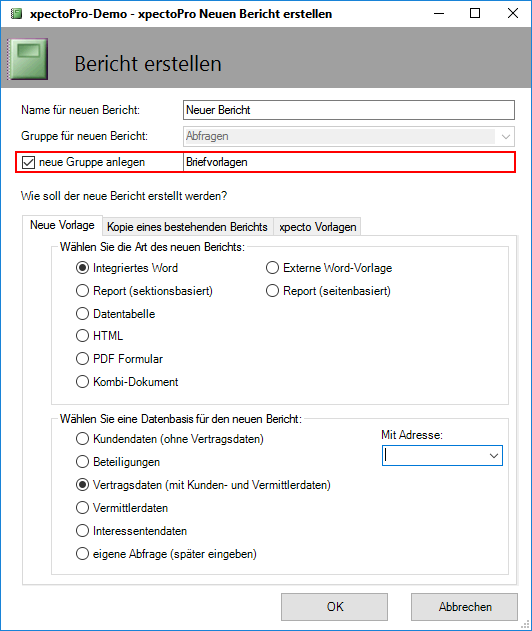 xpectoPro-Demo - xpectoPro Neuen Bericht erstellen
Bericht erstellen
Name für neuen Bericht: Neuer Bericht
Gruppe für neuen Bericht: Abfragen
neue Gruppe anlegen Briefvorlagen
Wie soll der neue Bericht erstellt werden?
Neue Vorlage Kopie eines bestehenden Berichts xpecto Vorlagen
Wählen Sie die Art des neuen Berichts:
Integriertes Word Externe Word-Vorlage
Report (sektionsbasiert) Report (seitenbasiert)
Datentabelle
HTML
PDF Formular
Kombi-Dokument
Wählen Sie eine Datenbasis für den neuen Bericht:
Kundendaten (ohne Vertragsdaten) Mit Adresse:
Beteiligungen
Vertragsdaten (mit Kunden- und Vermittlerdaten)
Vermittlerdaten
Interessentendaten
eigene Abfrage (später eingeben)
OK Abbrechen